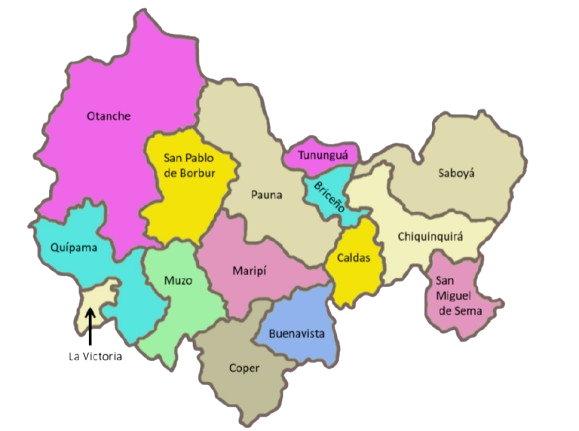 Otanche
San Pablo
de Borbur
Tununguá
Saboyá
Pauna
Briceño
Chiquinquirá
Quípama
Muzo
Maripí
Caldas
San
Miguel
de Sema
La Victoria
Buenavista
Coper